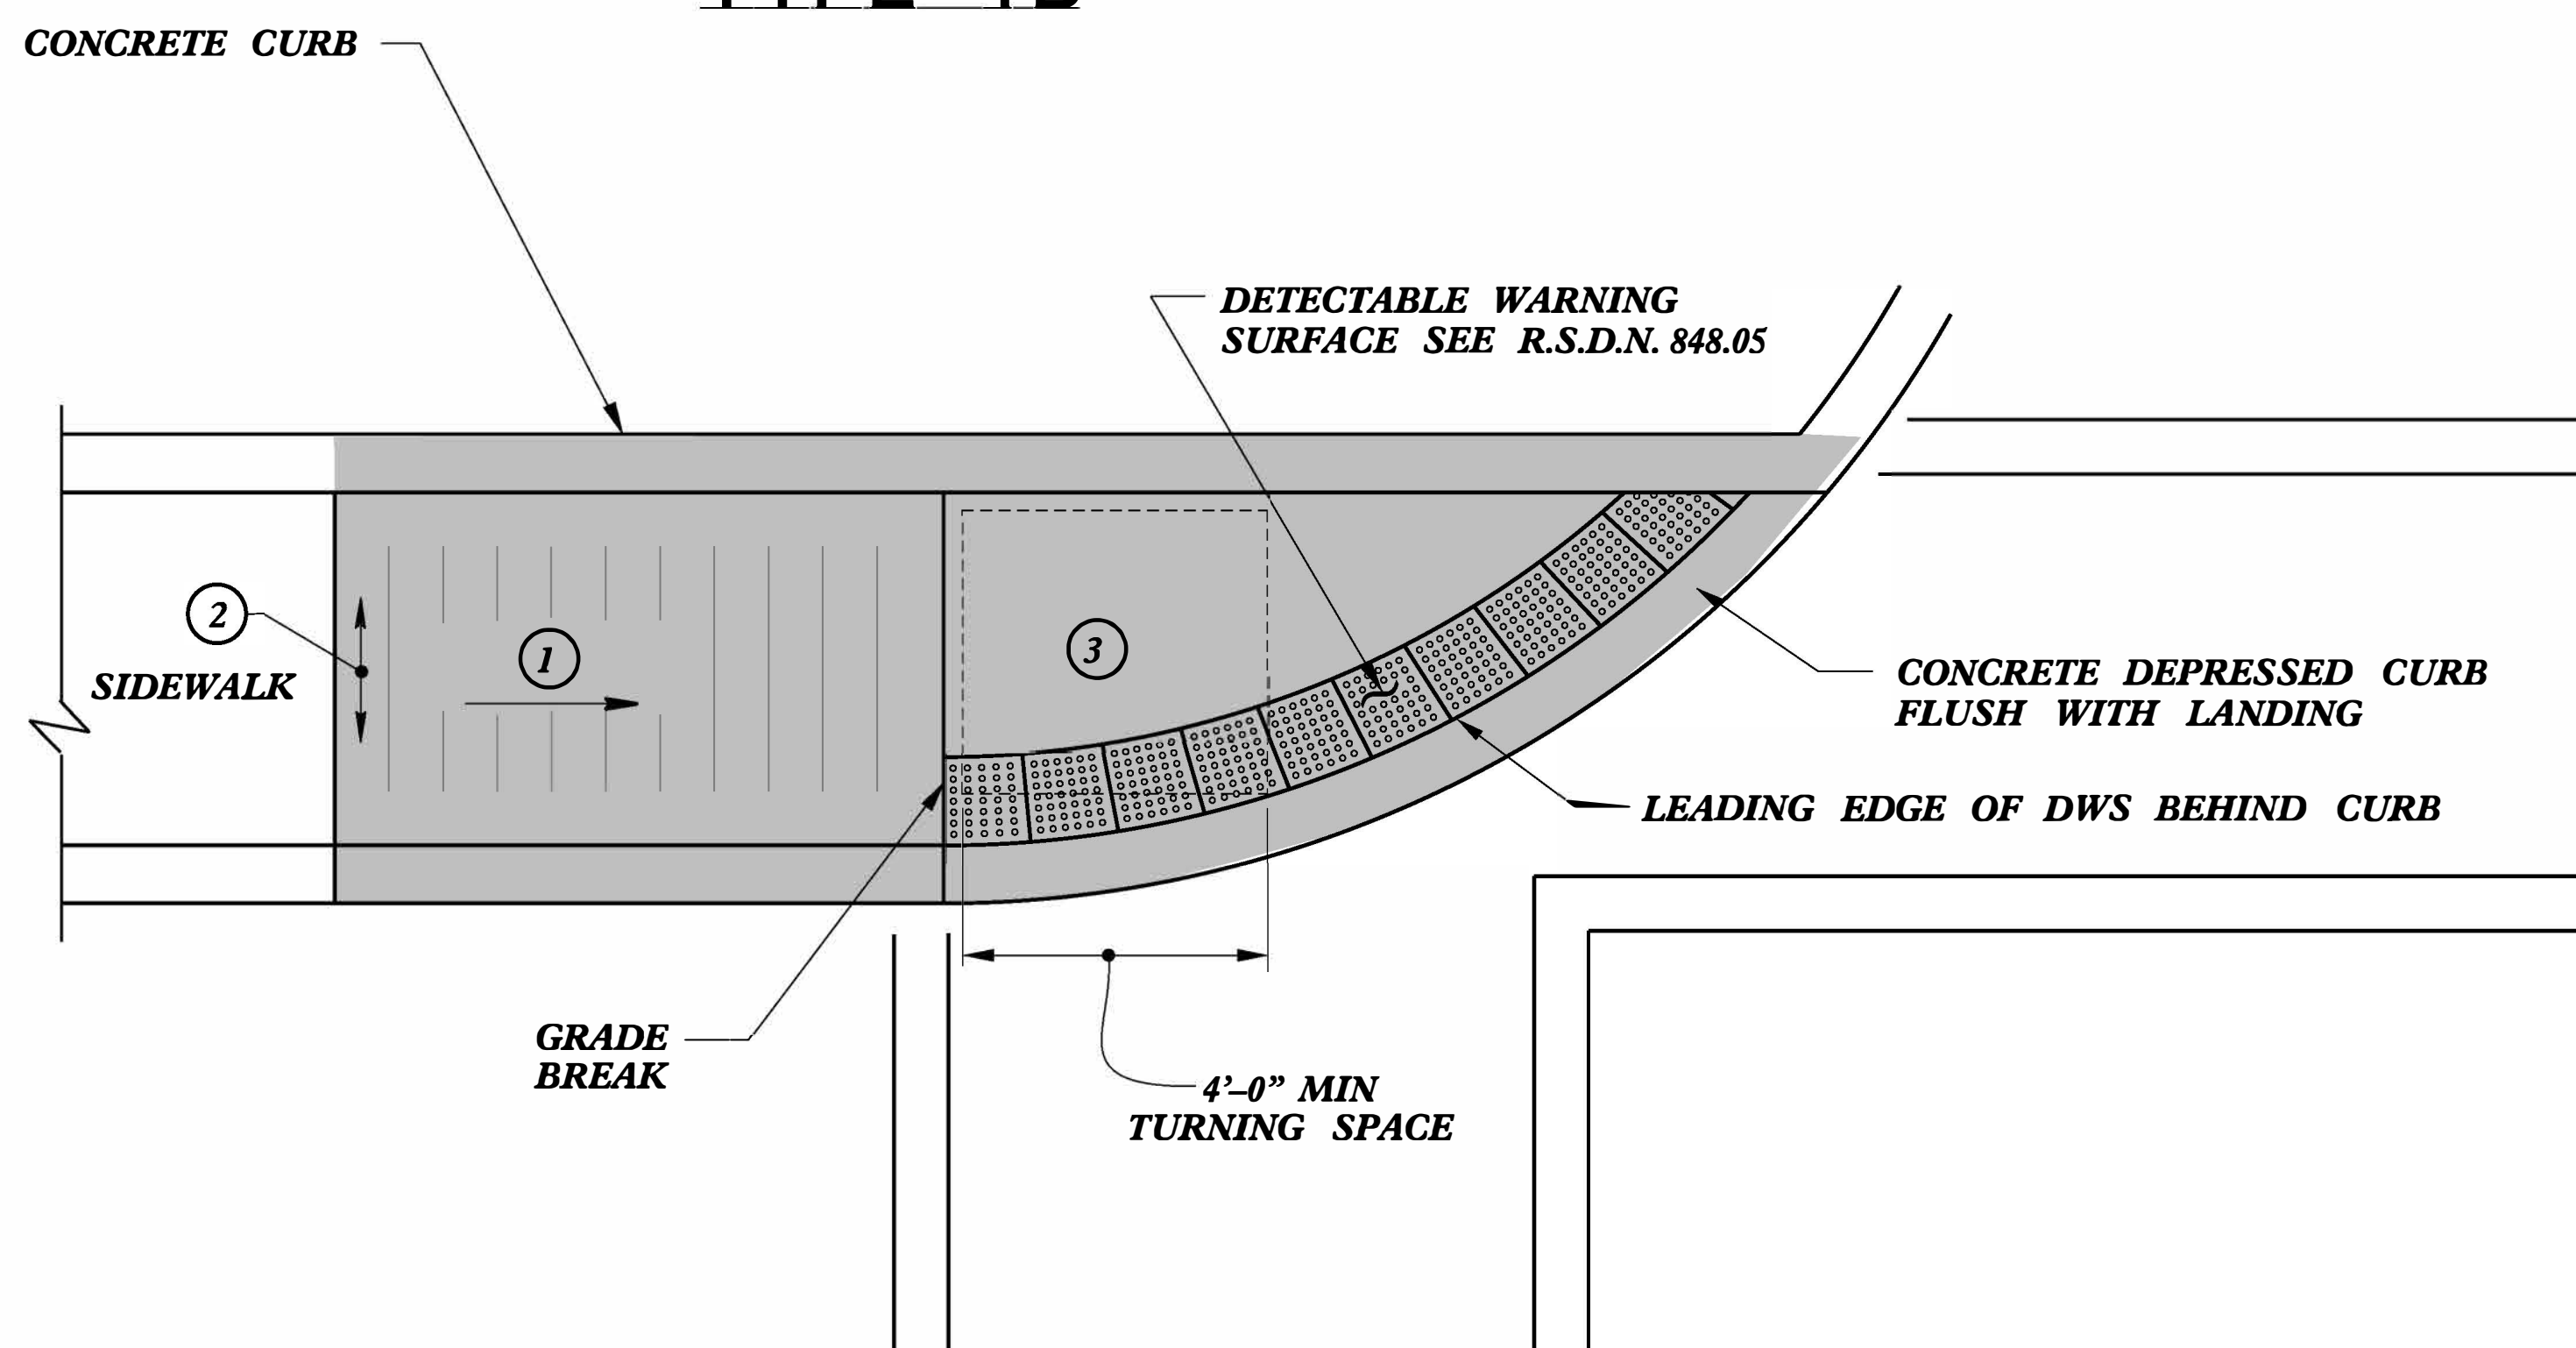 CONCRETE CURB
DETECTABLE WARNING
SURFACE SEE R.S.D.N. 848.05
2
1
3
SIDEWALK
CONCRETE DEPRESSED CURB
FLUSH WITH LANDING
LEADING EDGE OF DWS BEHIND CURB
GRADE
BREAK
4’–0” MIN
TURNING SPACE